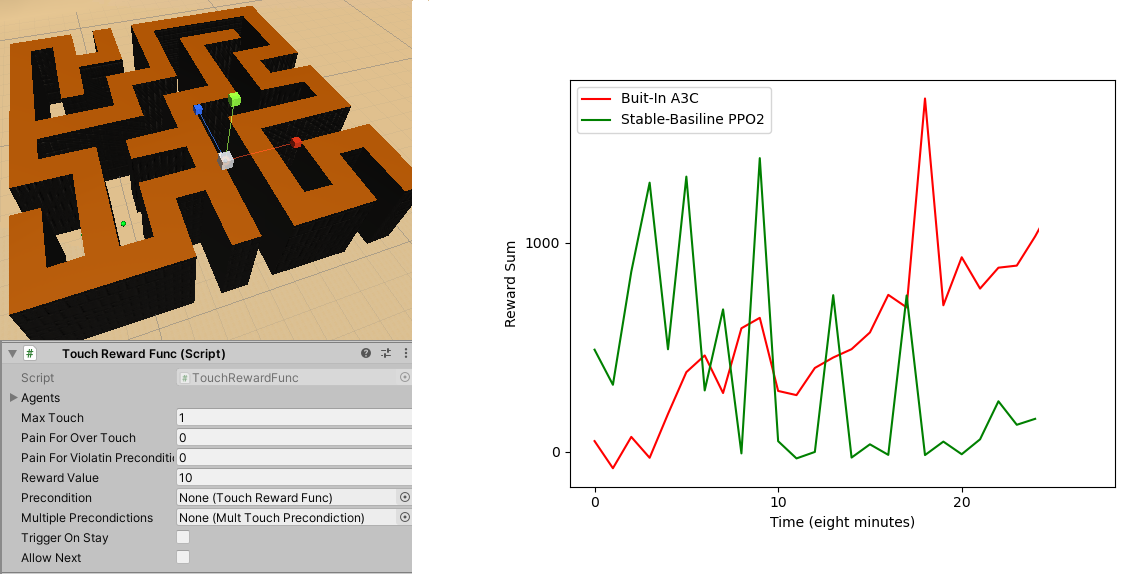 # Touch Reward Func (Script)
Script # TouchRewardFunc
Agents
Max Touch 1
Pain For Over Touch 0
Pain For Violatin Preconditi 0
Reward Value 10
Precondition None (Touch Reward Func)
Multiple Precondictions None (Mult Touch Precondiction)
Trigger On Stay
Allow Next
Buit-In A3C
Stable-Basiline PPO2
1000
0
Reward Sum
0 10 20
Time (eight minutes)